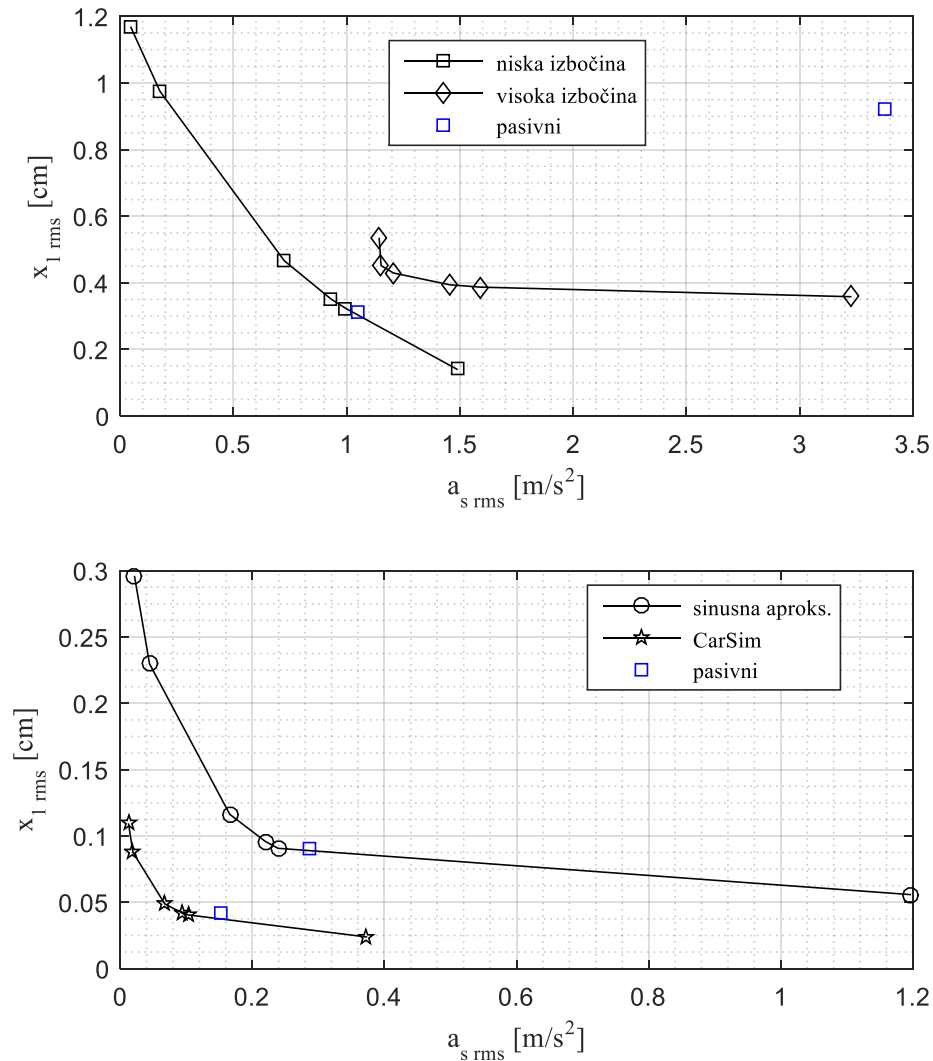 1.2
1
0.8
0.6
0.4
0.2
0
x1 rms [cm]
niska izbočina
visoka izbočina
pasivni
0 0.5 1 1.5 2 2.5 3 3.5
as rms [m/s2]
0.3
0.25
0.2
0.15
0.1
0.05
0
x1 rms [cm]
sinusna aproks.
CarSim
pasivni
0 0.2 0.4 0.6 0.8 1 1.2
as rms [m/s2]